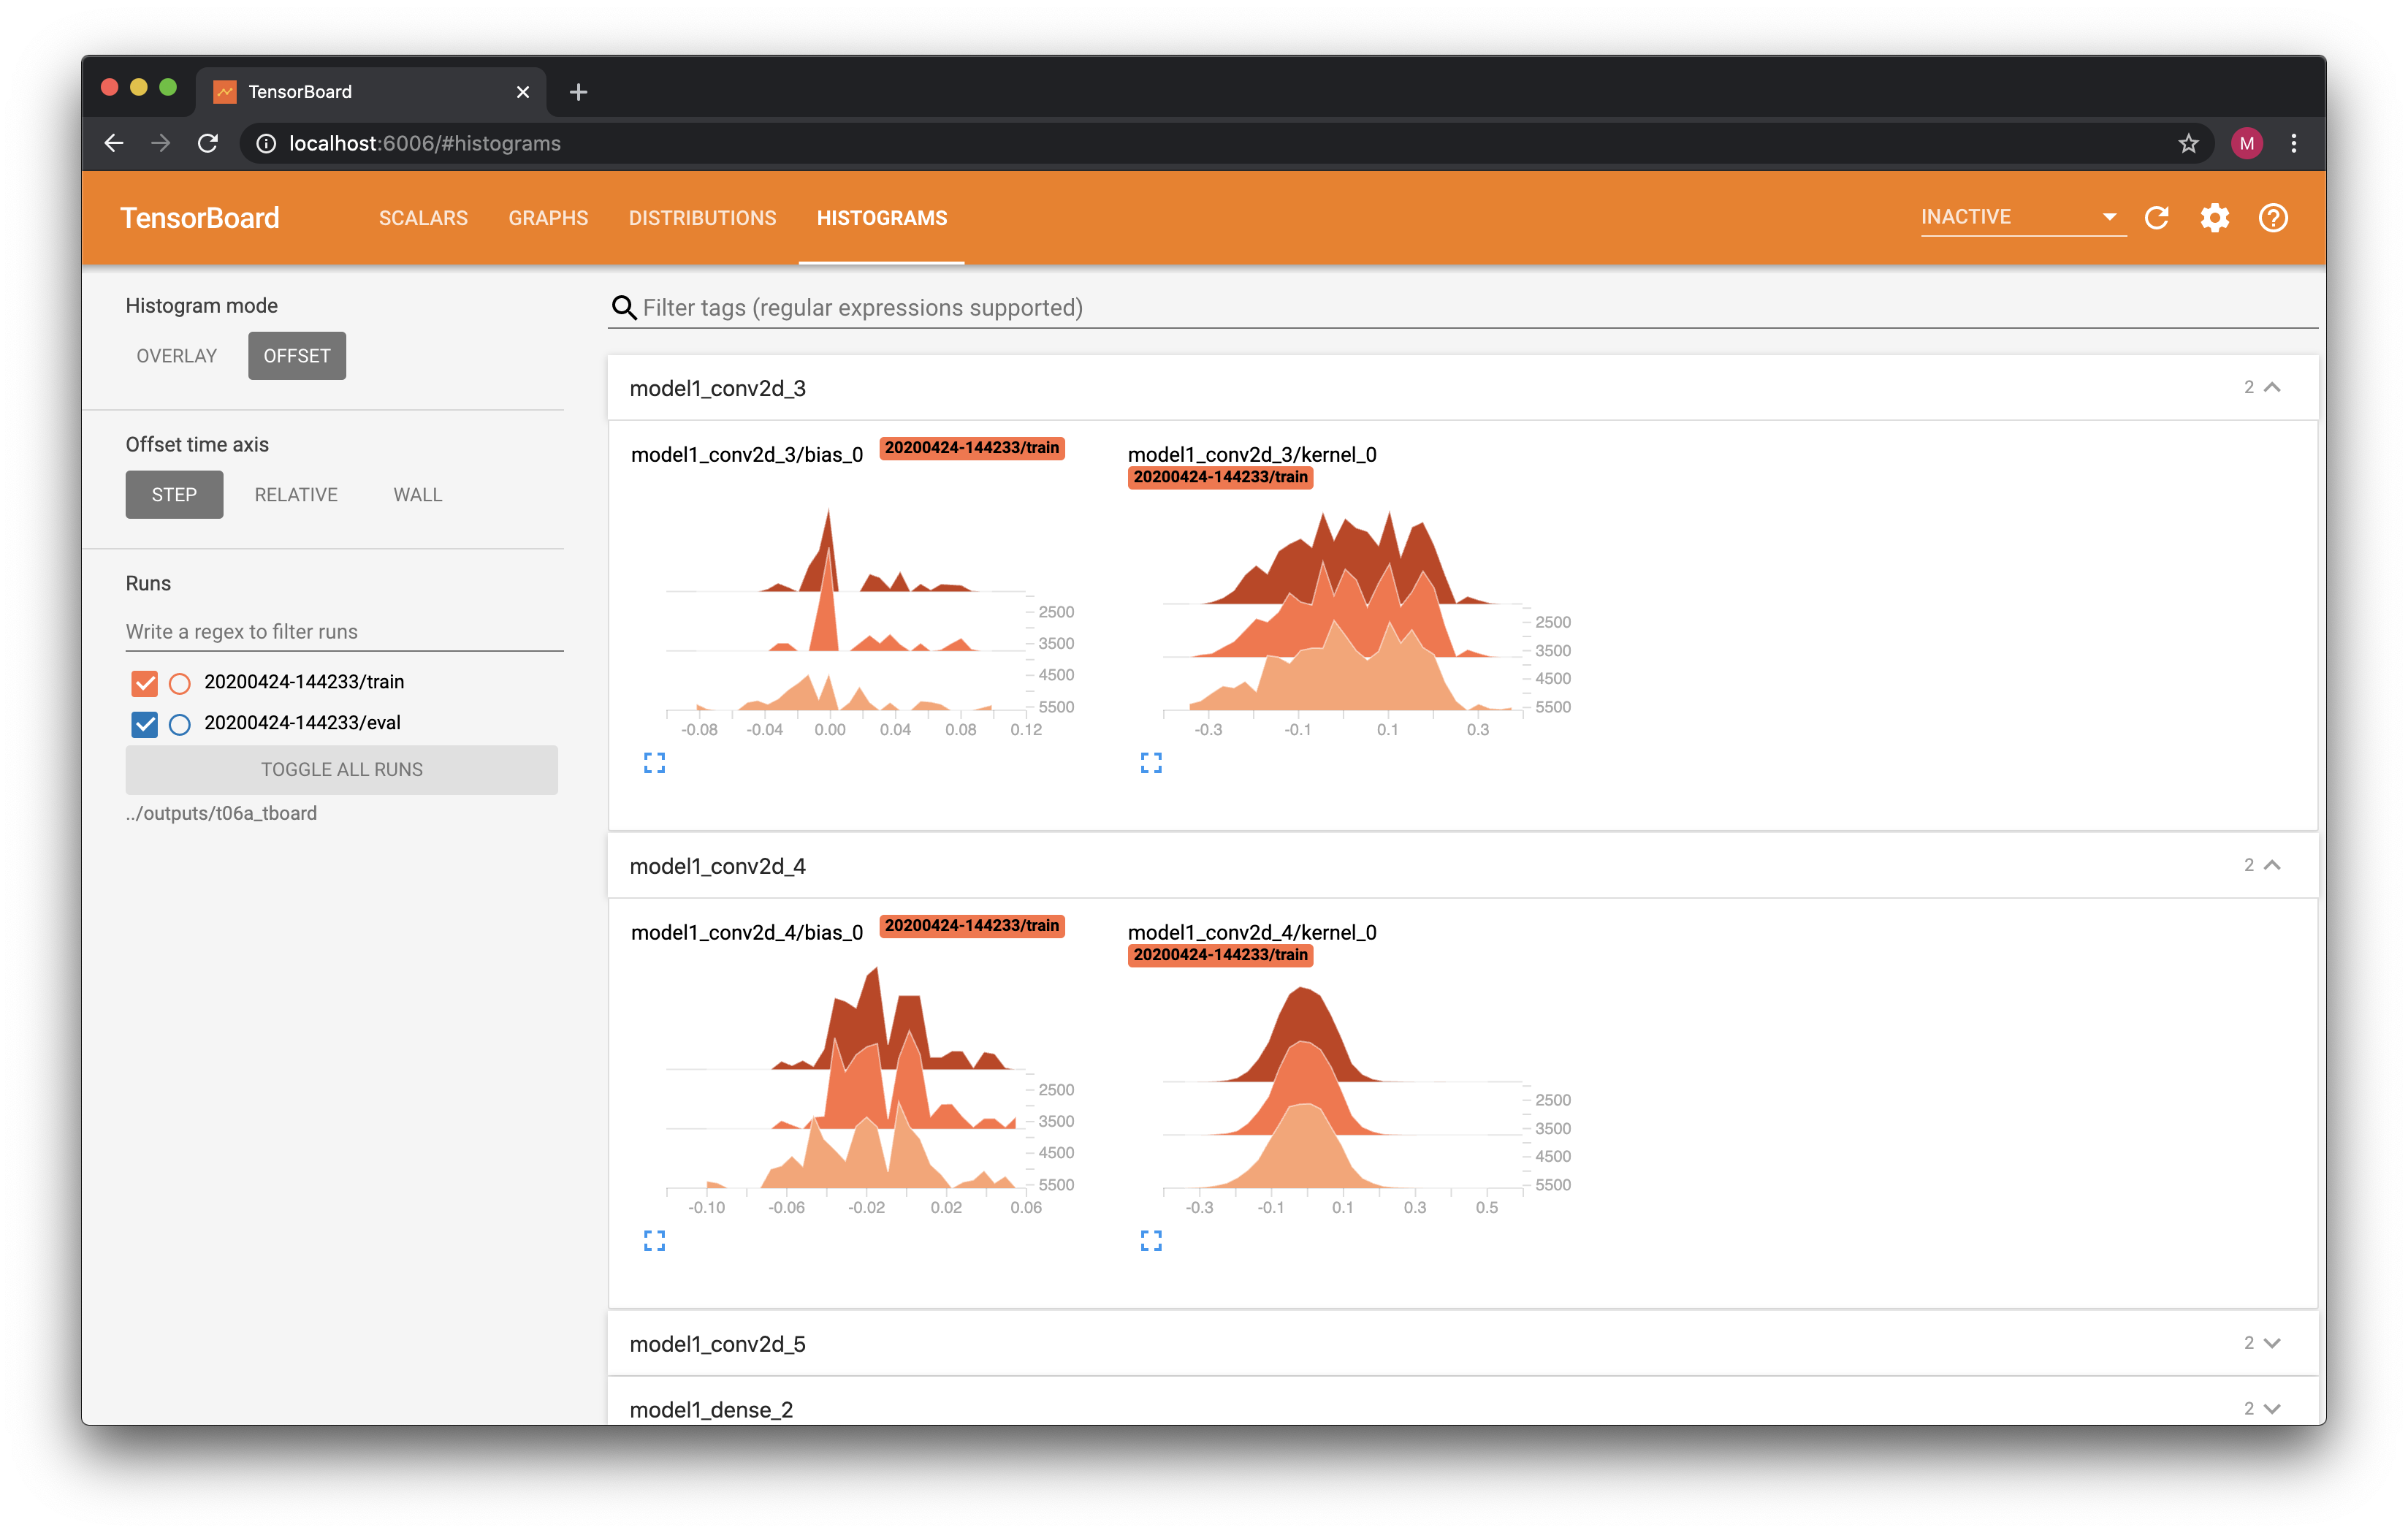 TensorBoard
localhost:6006/#histograms
M
TensorBoard
SCALARS
GRAPHS
DISTRIBUTIONS
HISTOGRAMS
INACTIVE
Histogram mode
OVERLAY
OFFSET
Offset time axis
STEP
RELATIVE
WALL
Runs
Write a regex to filter runs
20200424-144233/train
20200424-144233/eval
TOGGLE ALL RUNS
../outputs/t06a_tboard
Filter tags (regular expressions supported)
model1_conv2d_3
2
model1_conv2d_3/bias_0
20200424-144233/train
2500
3500
4500
5500
-0.08 -0.04 0.00 0.04 0.08 0.12
model1_conv2d_3/kernel_0
20200424-144233/train
2500
3500
4500
5500
-0.3 -0.1 0.1 0.3
model1_conv2d_4
2
model1_conv2d_4/bias_0
20200424-144233/train
2500
3500
4500
5500
-0.10 -0.06 -0.02 0.02 0.06
model1_conv2d_4/kernel_0
20200424-144233/train
2500
3500
4500
5500
-0.3 -0.1 0.1 0.3 0.5
model1_conv2d_5
2
model1_dense_2
2